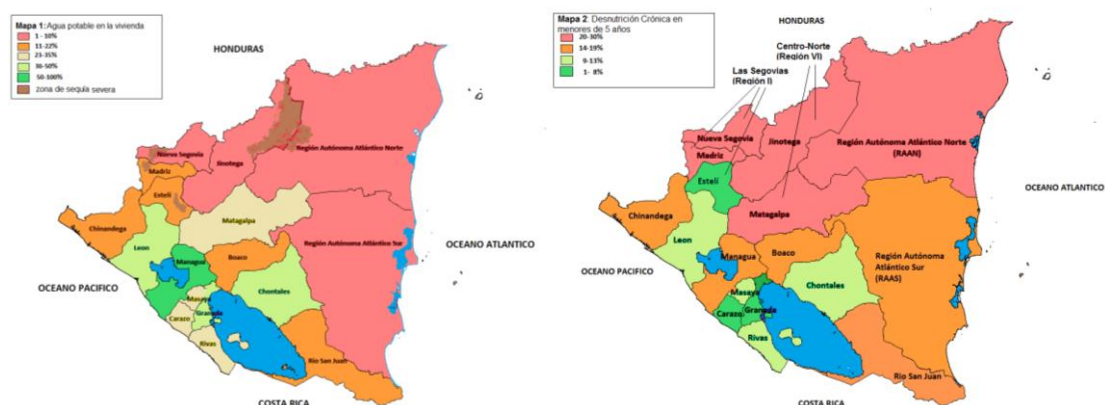 Mapa 1: Agua potable en la vivienda
1 - 10%
11-22%
23-35%
36-50%
50-100%
zona de sequía severa
HONDURAS
Nueva Segovia
Madriz
Jinotega
Región Autónoma Atlántico Norte
Estelí
Chinandega
Leon
Matagalpa
Managua
Boaco
Región Autónoma Atlántico Sur
OCEANO ATLANTICO
OCEANO PACIFICO
Masaya
Chontales
Granada
Carazo
Rivas
Río San Juan
COSTA RICA
Mapa 2: Desnutrición Crónica en
menores de 5 años
20-30%
14-19%
9-13%
1- 8%
HONDURAS
Centro-Norte
(Región VI)
Las Segovias
(Región I)
Nueva Segovia
Madriz
Jinotega
Región Autónoma Atlántico Norte
(RAAN)
Estelí
OCEANO ATLANTICO
Chinandega
Matagalpa
Leon
Managua
Boaco
Región Autónoma
Atlántico Sur
(RAAS)
OCEANO PACIFICO
Masaya
Chontales
Carazo
Granada
Rivas
Río San Juan
COSTA RICA